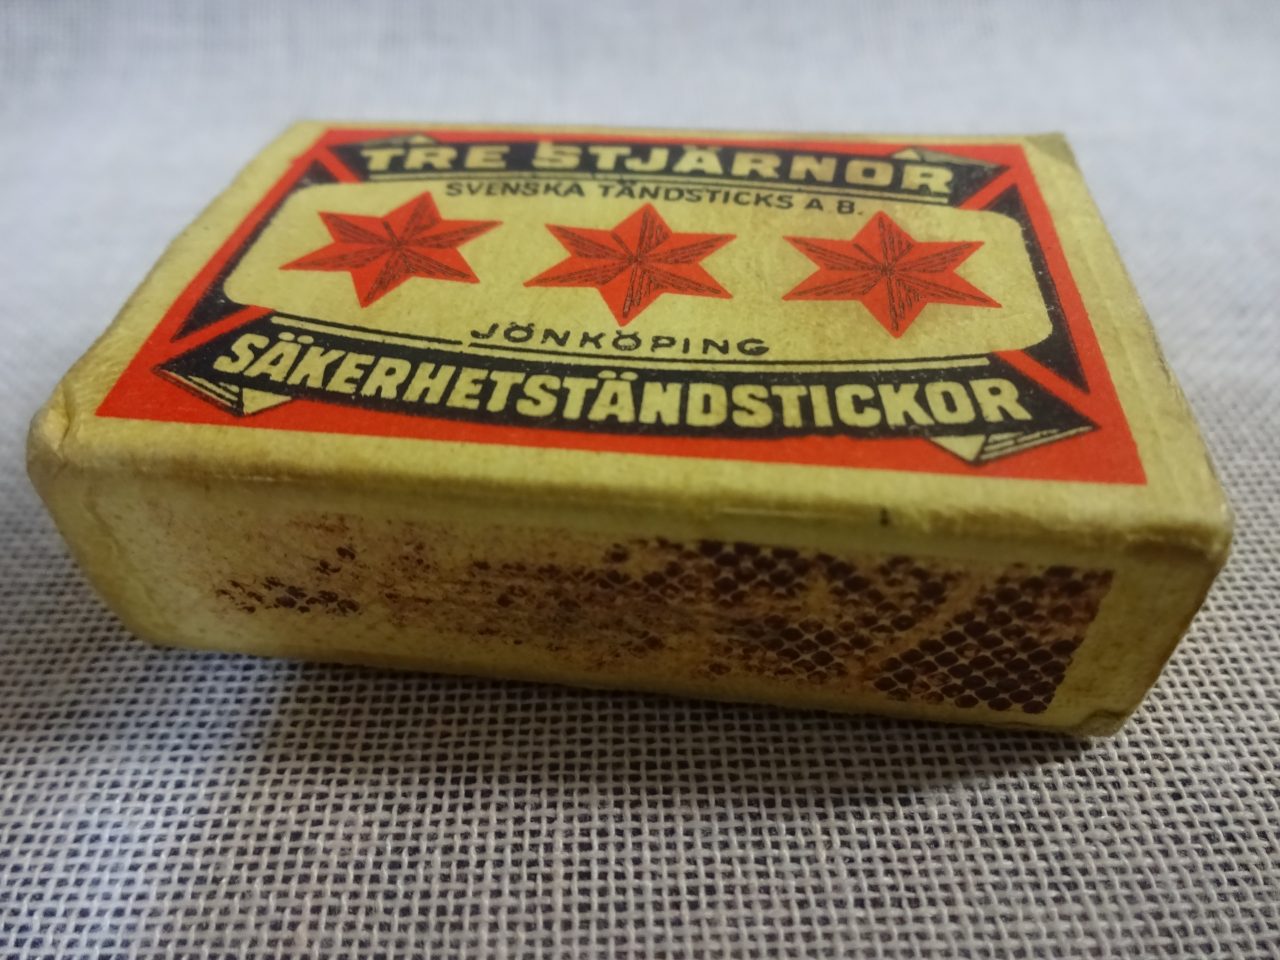 TRE STJÄRNOR
SVENSKA TÄNDSTICKS A.B.
JÖNKÖPING
SÄKERHETSTÄNDSTICKOR